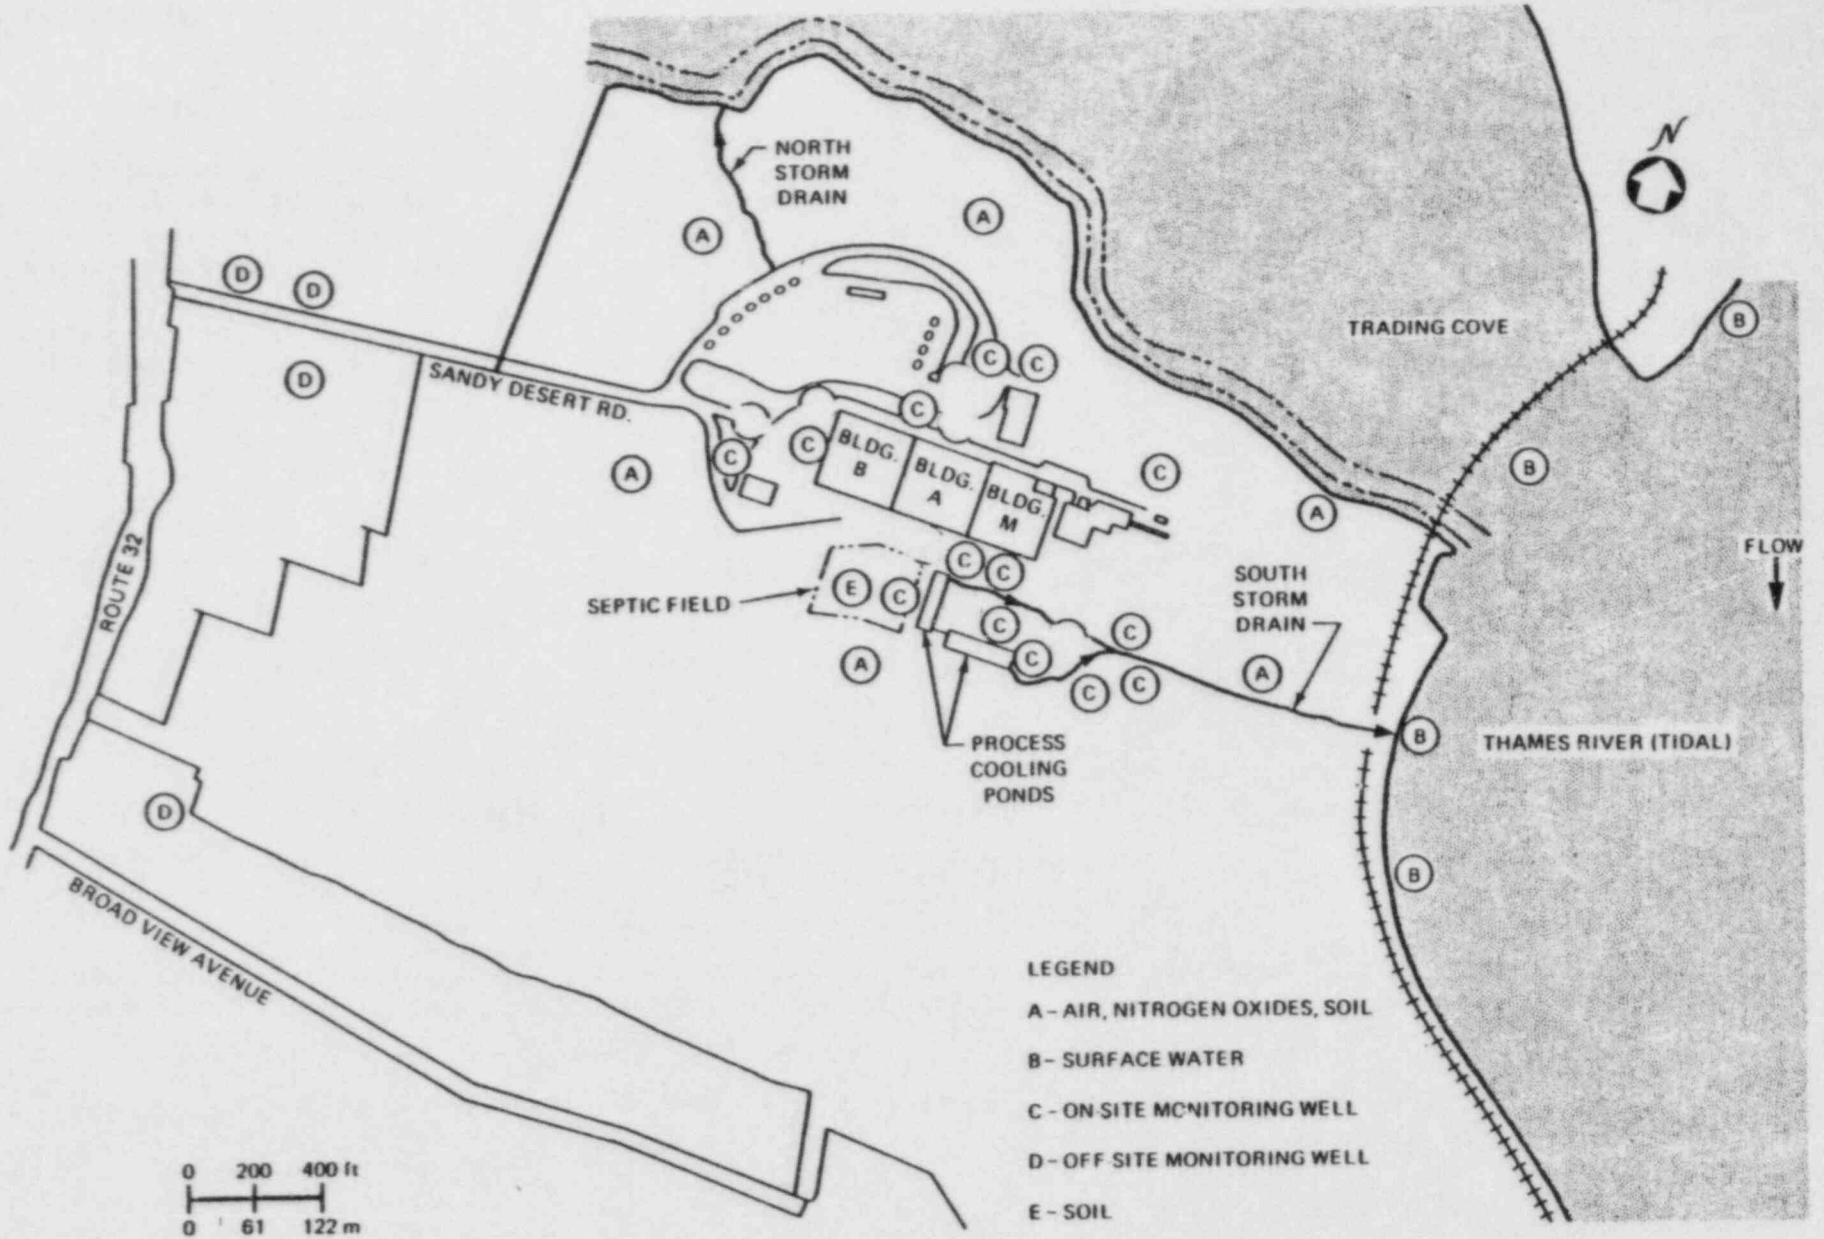 N
NORTH
STORM
DRAIN
A
A
D
D
B
TRADING COVE
C
C
D
SANDY DESERT RD.
C
A
C
C
BLDG.
B
BLDG.
A
BLDG.
M
C
B
A
ROUTE 32
FLOW
C
C
SOUTH
STORM
DRAIN
SEPTIC FIELD
E
C
C
C
A
C
A
C
C
B
THAMES RIVER (TIDAL)
PROCESS
COOLING
PONDS
D
B
BROAD VIEW AVENUE
LEGEND
A - AIR, NITROGEN OXIDES, SOIL
B - SURFACE WATER
C - ON SITE MONITORING WELL
D - OFF SITE MONITORING WELL
E - SOIL
0 200 400 ft
0 61 122 m